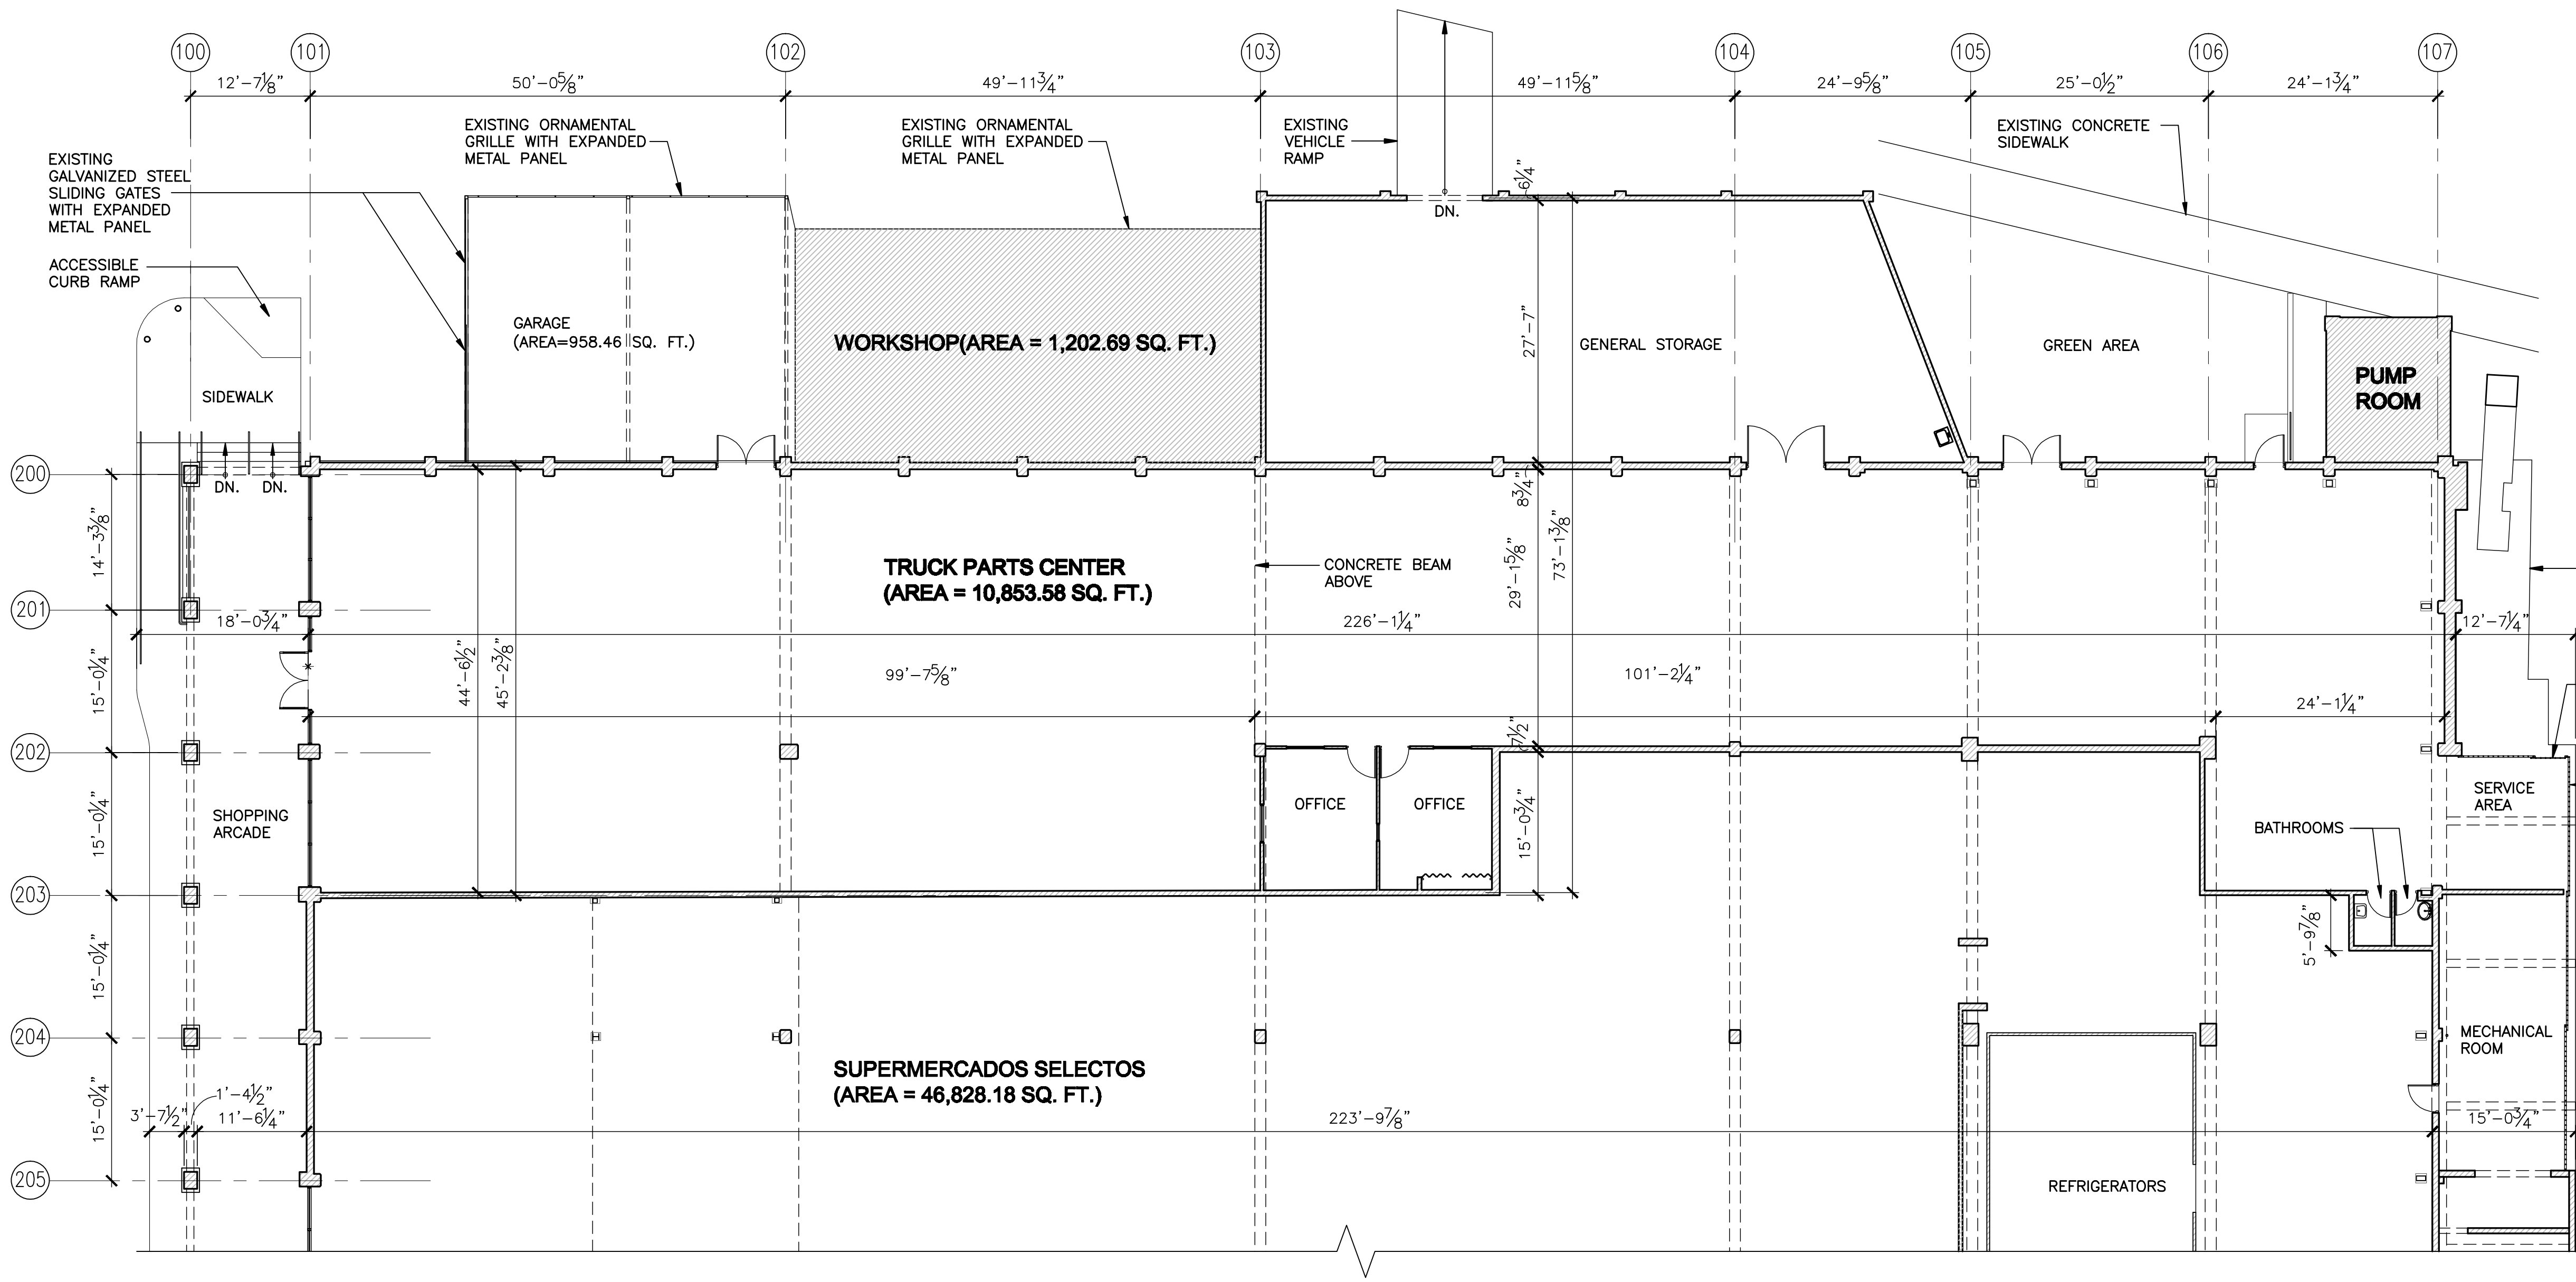 100
101
102
103
104
105
106
107
12'-7⅛"
50'-0⅝"
49'-11¾"
49'-11⅝"
24'-9⅝"
25'-0½"
24'-1¾"
EXISTING
GALVANIZED STEEL
SLIDING GATES
WITH EXPANDED
METAL PANEL
EXISTING ORNAMENTAL
GRILLE WITH EXPANDED
METAL PANEL
EXISTING ORNAMENTAL
GRILLE WITH EXPANDED
METAL PANEL
EXISTING
VEHICLE
RAMP
EXISTING CONCRETE
SIDEWALK
ACCESSIBLE
CURB RAMP
6¼"
DN.
GARAGE
(AREA=958.46 SQ. FT.)
WORKSHOP(AREA = 1,202.69 SQ. FT.)
27'-7"
GENERAL STORAGE
GREEN AREA
PUMP
ROOM
SIDEWALK
200
DN.
DN.
8¾"
14'-3⅜"
TRUCK PARTS CENTER
(AREA = 10,853.58 SQ. FT.)
CONCRETE BEAM
ABOVE
29'-1⅝"
73'-1⅜"
201
18'-0¾"
226'-1¼"
12'-7¼"
15'-0¼"
44'-6½"
45'-2⅜"
99'-7⅝"
101'-2¼"
24'-1¼"
7½"
202
15'-0¼"
SHOPPING
ARCADE
OFFICE
OFFICE
15'-0¾"
SERVICE
AREA
BATHROOMS
203
15'-0¼"
5'-9⅞"
204
MECHANICAL
ROOM
SUPERMERCADOS SELECTOS
(AREA = 46,828.18 SQ. FT.)
15'-0¼"
1'-4½"
3'-7½"
11'-6¼"
223'-9⅞"
15'-0¾"
205
REFRIGERATORS